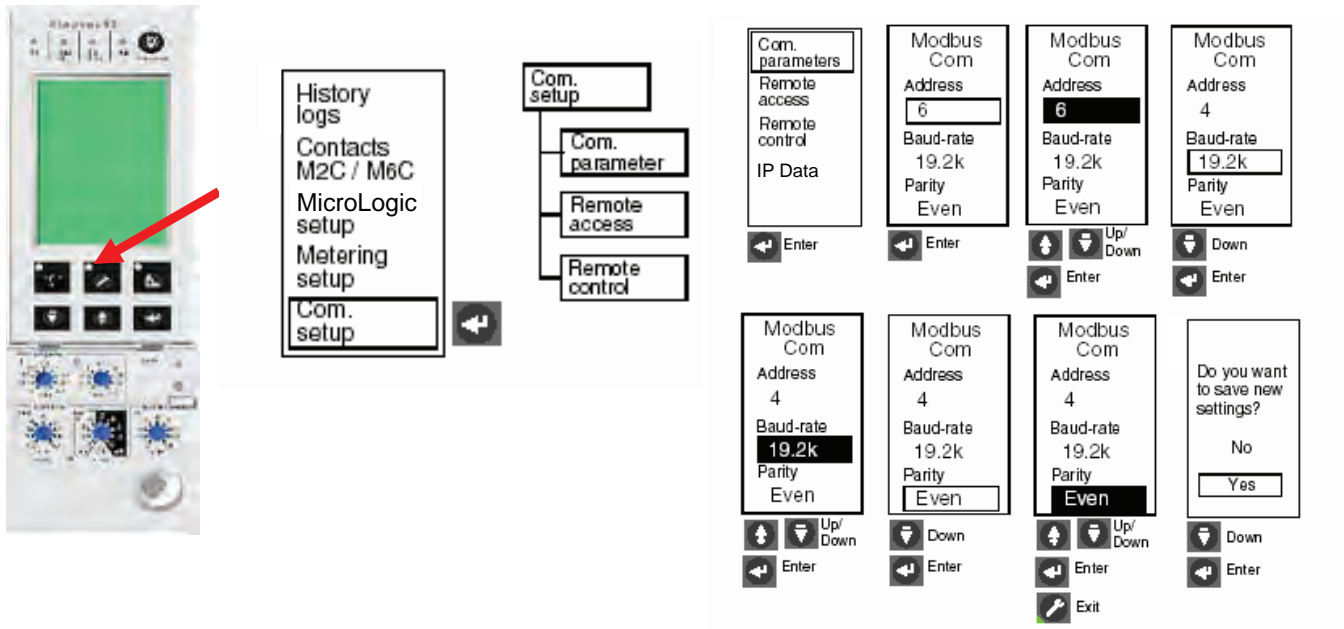 History
logs
Contacts
M2C / M6C
MicroLogic
setup
Metering
setup
Com.
setup
Com.
setup
Com.
parameter
Remote
access
Remote
control
Com.
parameters
Remote
access
Remote
control
IP Data
Enter
Modbus
Com
Address
6
Baud-rate
19.2k
Parity
Even
Enter
Modbus
Com
Address
6
Baud-rate
19.2k
Parity
Even
Up/
Down
Enter
Modbus
Com
Address
4
Baud-rate
19.2k
Parity
Even
Down
Enter
Modbus
Com
Address
4
Baud-rate
19.2k
Parity
Even
Up/
Down
Enter
Modbus
Com
Address
4
Baud-rate
19.2k
Parity
Even
Down
Enter
Modbus
Com
Address
4
Baud-rate
19.2k
Parity
Even
Up/
Down
Enter
Exit
Do you want
to save new
settings?
No
Yes
Down
Enter